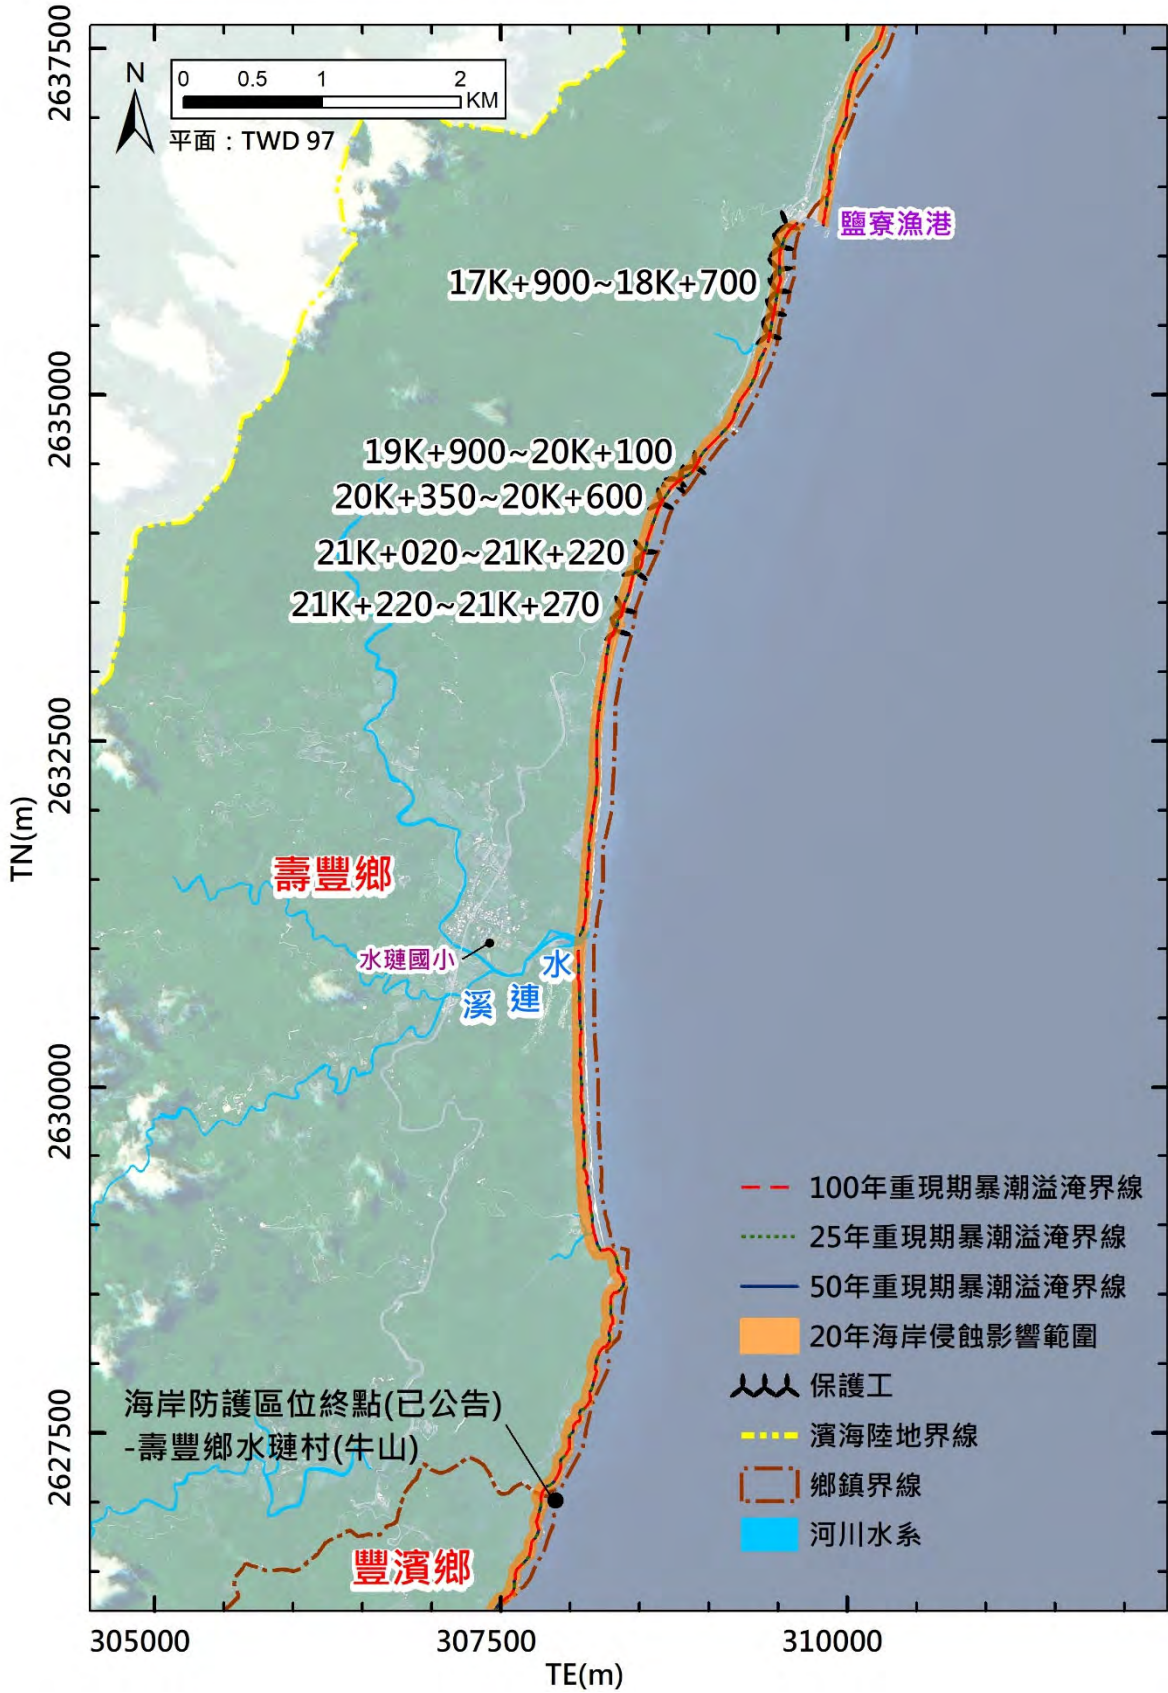 N
0 0.5 1 2
KM
平面：TWD 97
鹽寮漁港
17K+900~18K+700
19K+900~20K+100
20K+350~20K+600
21K+020~21K+220
21K+220~21K+270
壽豐鄉
水璉國小
水
連
溪
100年重現期暴潮溢淹界線
25年重現期暴潮溢淹界線
50年重現期暴潮溢淹界線
20年海岸侵蝕影響範圍
保護工
濱海陸地界線
鄉鎮界線
河川水系
海岸防護區位終點(已公告)
-壽豐鄉水璉村(牛山)
豐濱鄉
TN(m)
2637500
2635000
2632500
2630000
2627500
305000 307500 310000
TE(m)